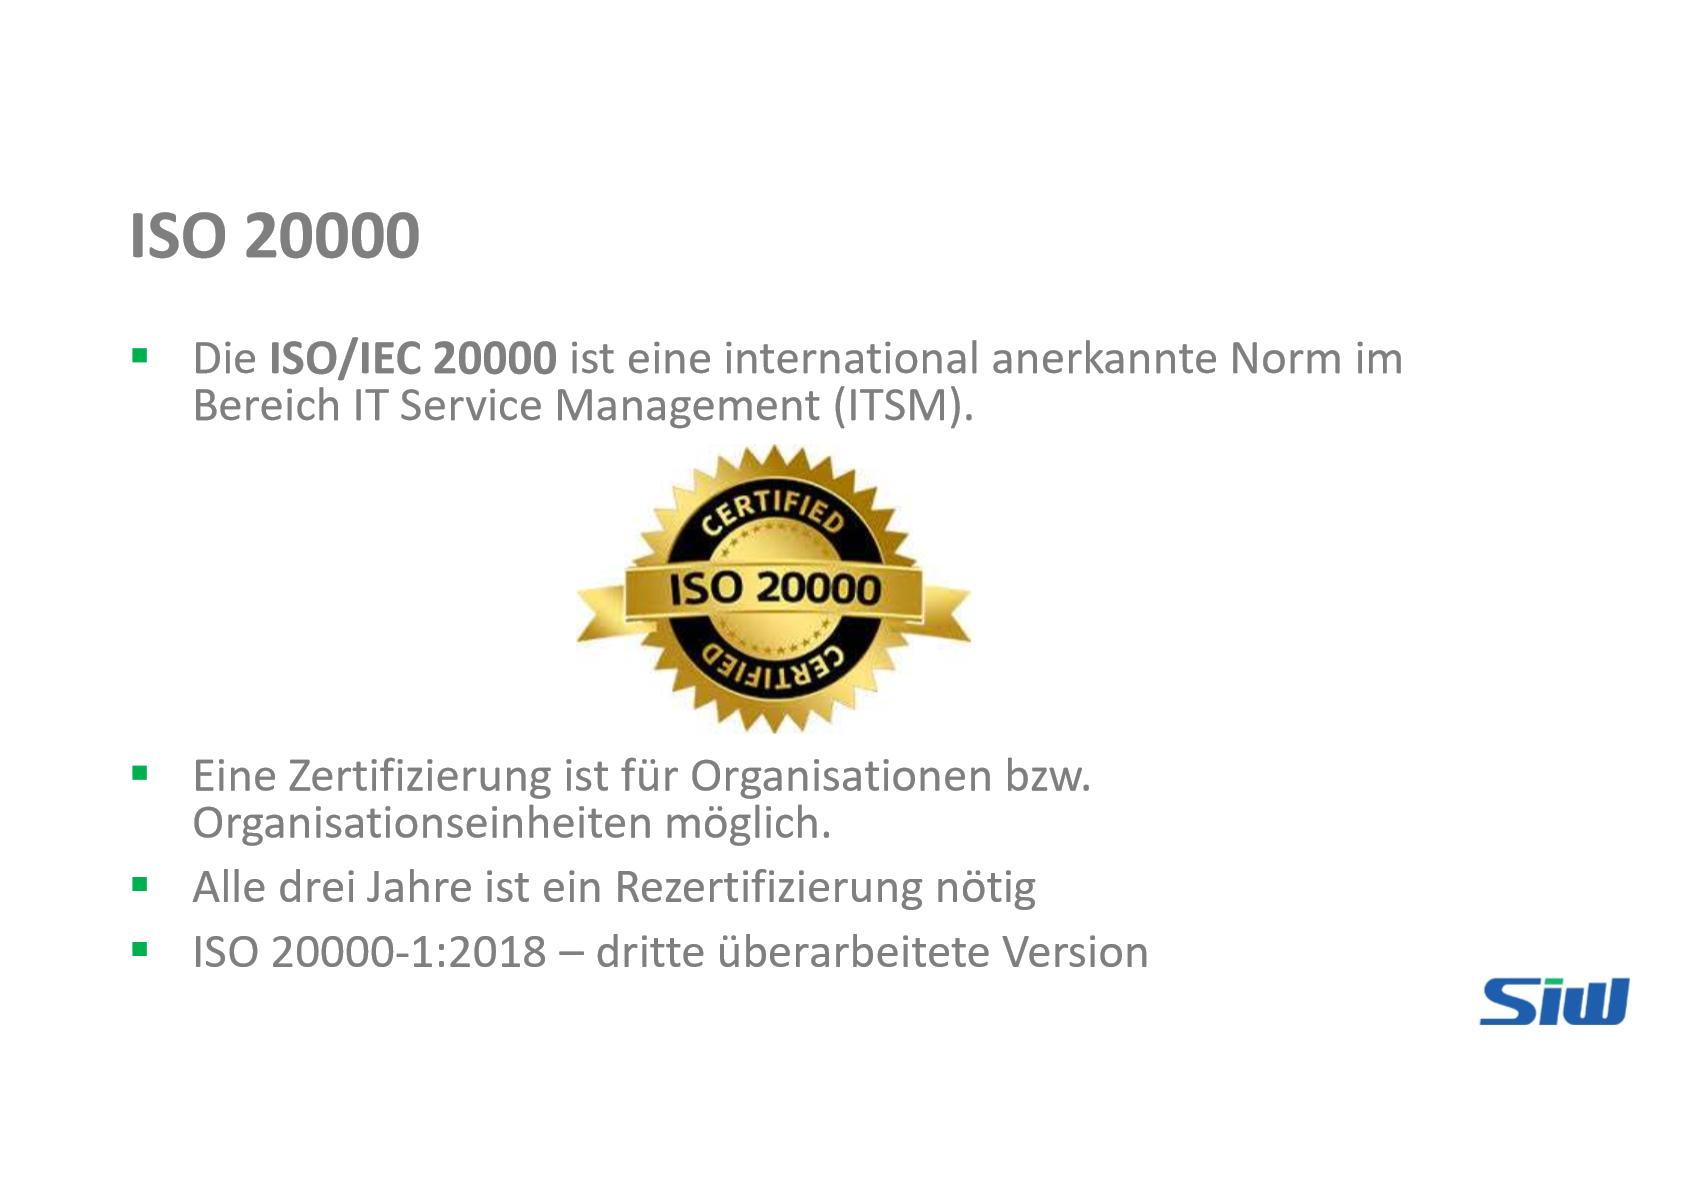 ISO 20000
▪ Die ISO/IEC 20000 ist eine international anerkannte Norm im
Bereich IT Service Management (ITSM).
CERTIFIED
ISO 20000
CERTIFIED
▪ Eine Zertifizierung ist für Organisationen bzw.
Organisationseinheiten möglich.
▪ Alle drei Jahre ist ein Rezertifizierung nötig
▪ ISO 20000-1:2018 – dritte überarbeitete Version
Siw